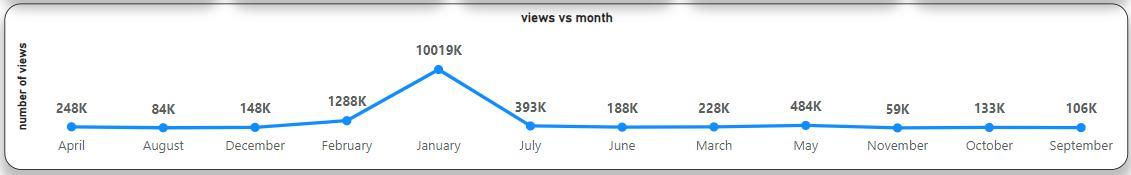 views vs month
number of views
248K 84K 148K 1288K 10019K 393K 188K 228K 484K 59K 133K 106K
April August December February January July June March May November October September